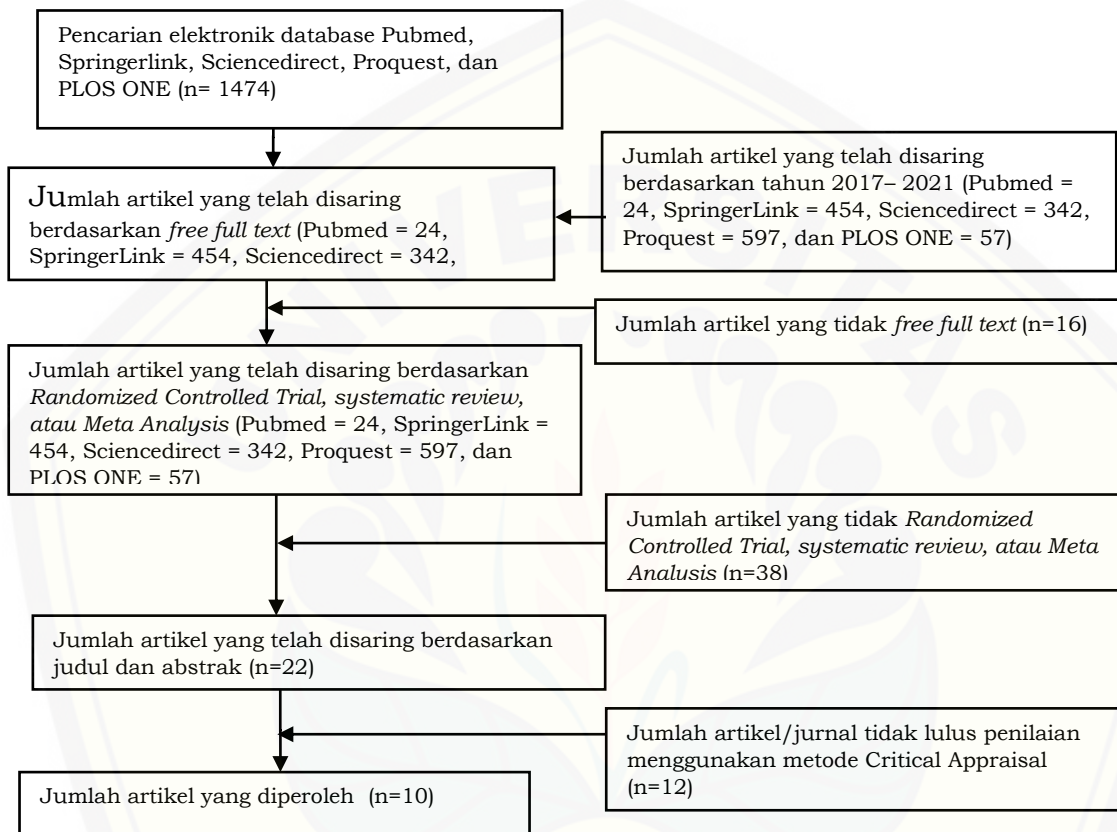 Pencarian elektronik database Pubmed,
Springerlink, Sciencedirect, Proquest, dan
PLOS ONE (n= 1474)
Jumlah artikel yang telah disaring
berdasarkan tahun 2017– 2021 (Pubmed =
24, SpringerLink = 454, Sciencedirect = 342,
Proquest = 597, dan PLOS ONE = 57)
Jumlah artikel yang telah disaring
berdasarkan free full text (Pubmed = 24,
SpringerLink = 454, Sciencedirect = 342,
Jumlah artikel yang tidak free full text (n=16)
Jumlah artikel yang telah disaring berdasarkan
Randomized Controlled Trial, systematic review,
atau Meta Analysis (Pubmed = 24, SpringerLink =
454, Sciencedirect = 342, Proquest = 597, dan
PLOS ONE = 57)
Jumlah artikel yang tidak Randomized
Controlled Trial, systematic review, atau Meta
Analysis (n=38)
Jumlah artikel yang telah disaring berdasarkan
judul dan abstrak (n=22)
Jumlah artikel/jurnal tidak lulus penilaian
menggunakan metode Critical Appraisal
(n=12)
Jumlah artikel yang diperoleh (n=10)
UNIVERSITAS